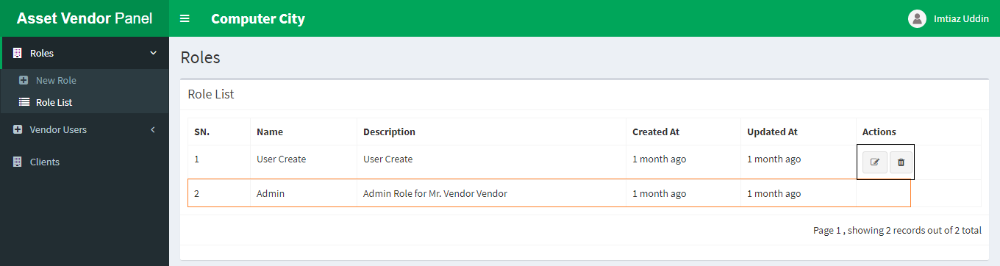 Asset Vendor Panel
Computer City
Imtiaz Uddin
Roles
New Role
Role List
Vendor Users
Clients
Roles
Role List
SN. Name Description Created At Updated At Actions
1 User Create User Create 1 month ago 1 month ago
2 Admin Admin Role for Mr. Vendor Vendor 1 month ago 1 month ago
Page 1 , showing 2 records out of 2 total